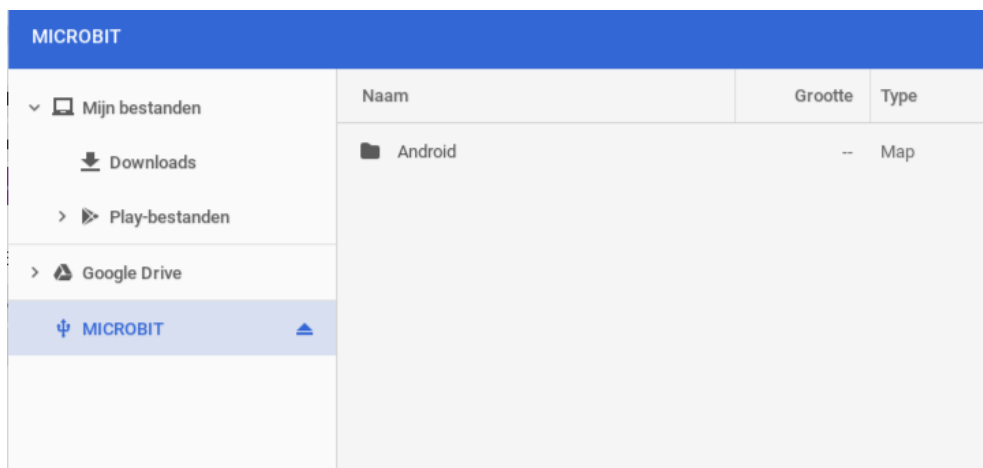 MICROBIT
Mijn bestanden
Downloads
Play-bestanden
Google Drive
MICROBIT
Naam Grootte Type
Android -- Map